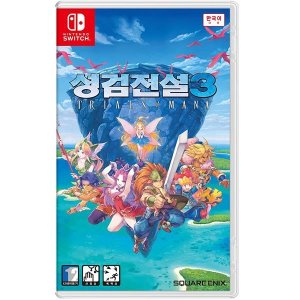 NINTENDO
SWITCH
한국어
성검전설3
TRIALS of MANA
SQUARE ENIX